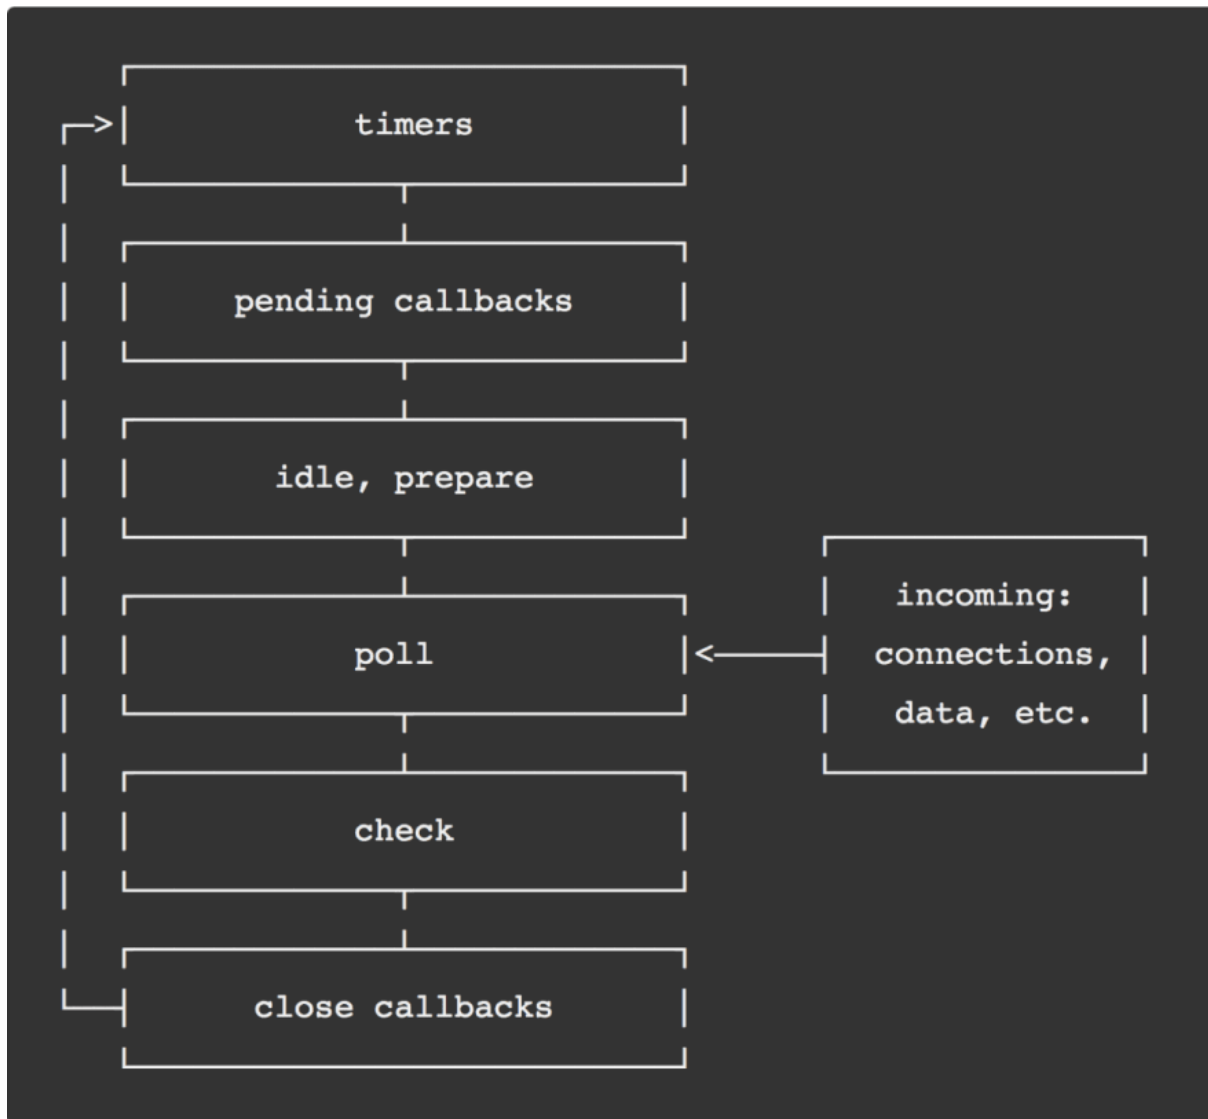 timers
pending callbacks
idle, prepare
poll
incoming:
connections,
data, etc.
check
close callbacks